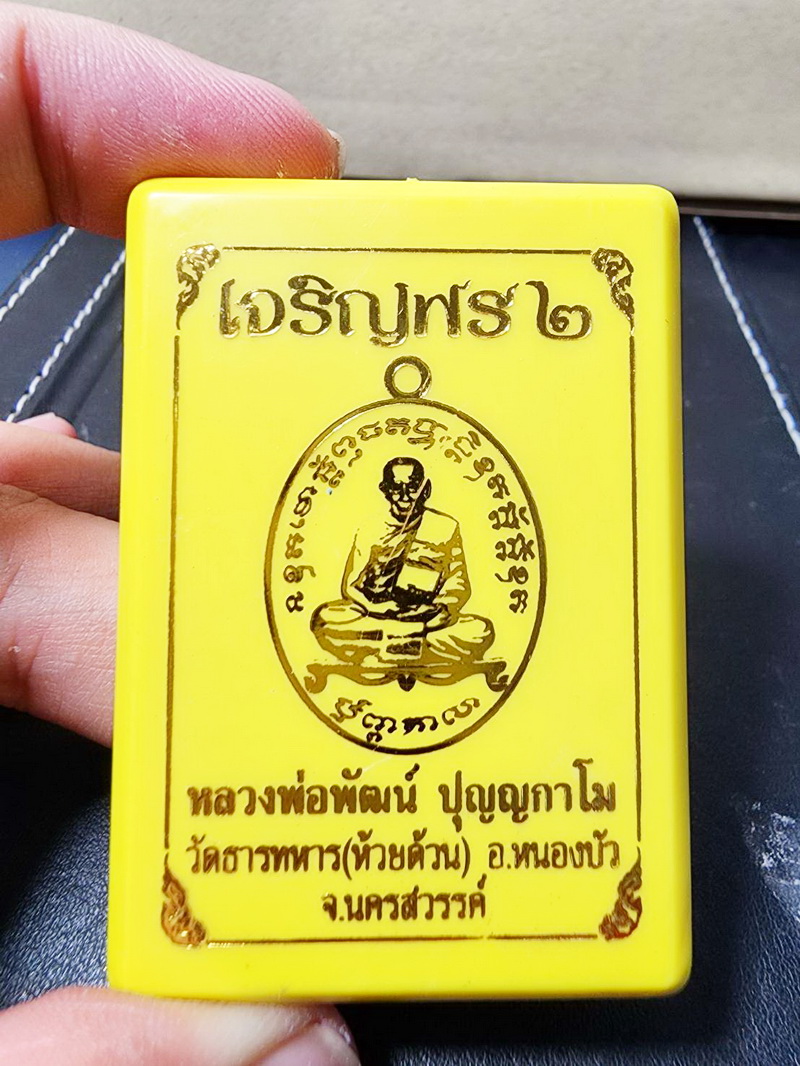 เจริญพร ๒
หลวงพ่อพัฒน์ ปุญญกาโม
วัดธารทหาร(ห้วยด้วน) อ.หนองบัว
จ.นครสวรรค์